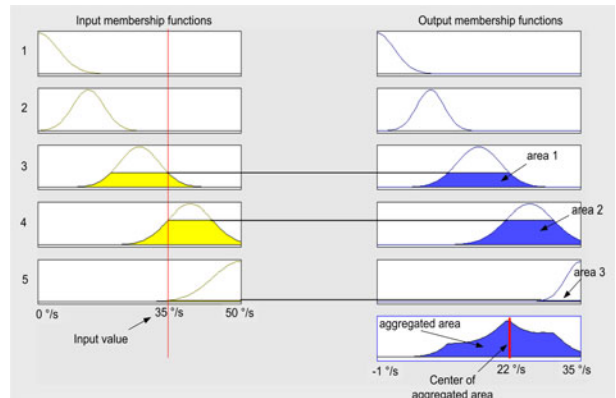 Input membership functions
Output membership functions
1
2
3
area 1
4
area 2
5
area 3
0 °/s
35 °/s
50 °/s
Input value
aggregated area
-1 °/s
22 °/s
35 °/s
Center of
aggregated area